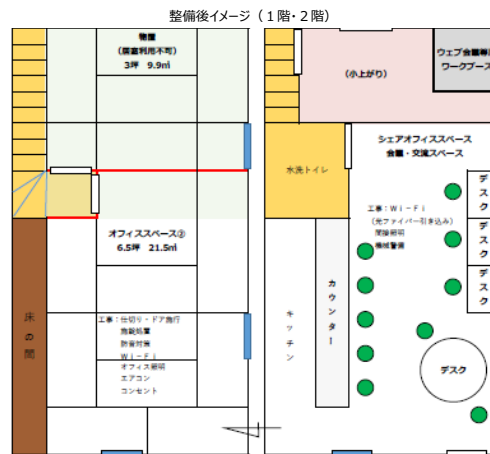 整備後イメージ（１階・２階）
物置
（居室利用不可）
3坪 9.9㎡
オフィススペース②
6.5坪 21.5㎡
工事：仕切り・ドア施行
施錠処置
防音対策
Ｗｉ－Ｆｉ
オフィス照明
エアコン
コンセント
床の間
（小上がり）
ウェブ会議専用
ワークブース
シェアオフィススペース
会議・交流スペース
水洗トイレ
工事：Ｗｉ－Ｆｉ
（光ファイバー引き込み）
間接照明
機械警備
デスク
デスク
デスク
カウンター
キッチン
デスク